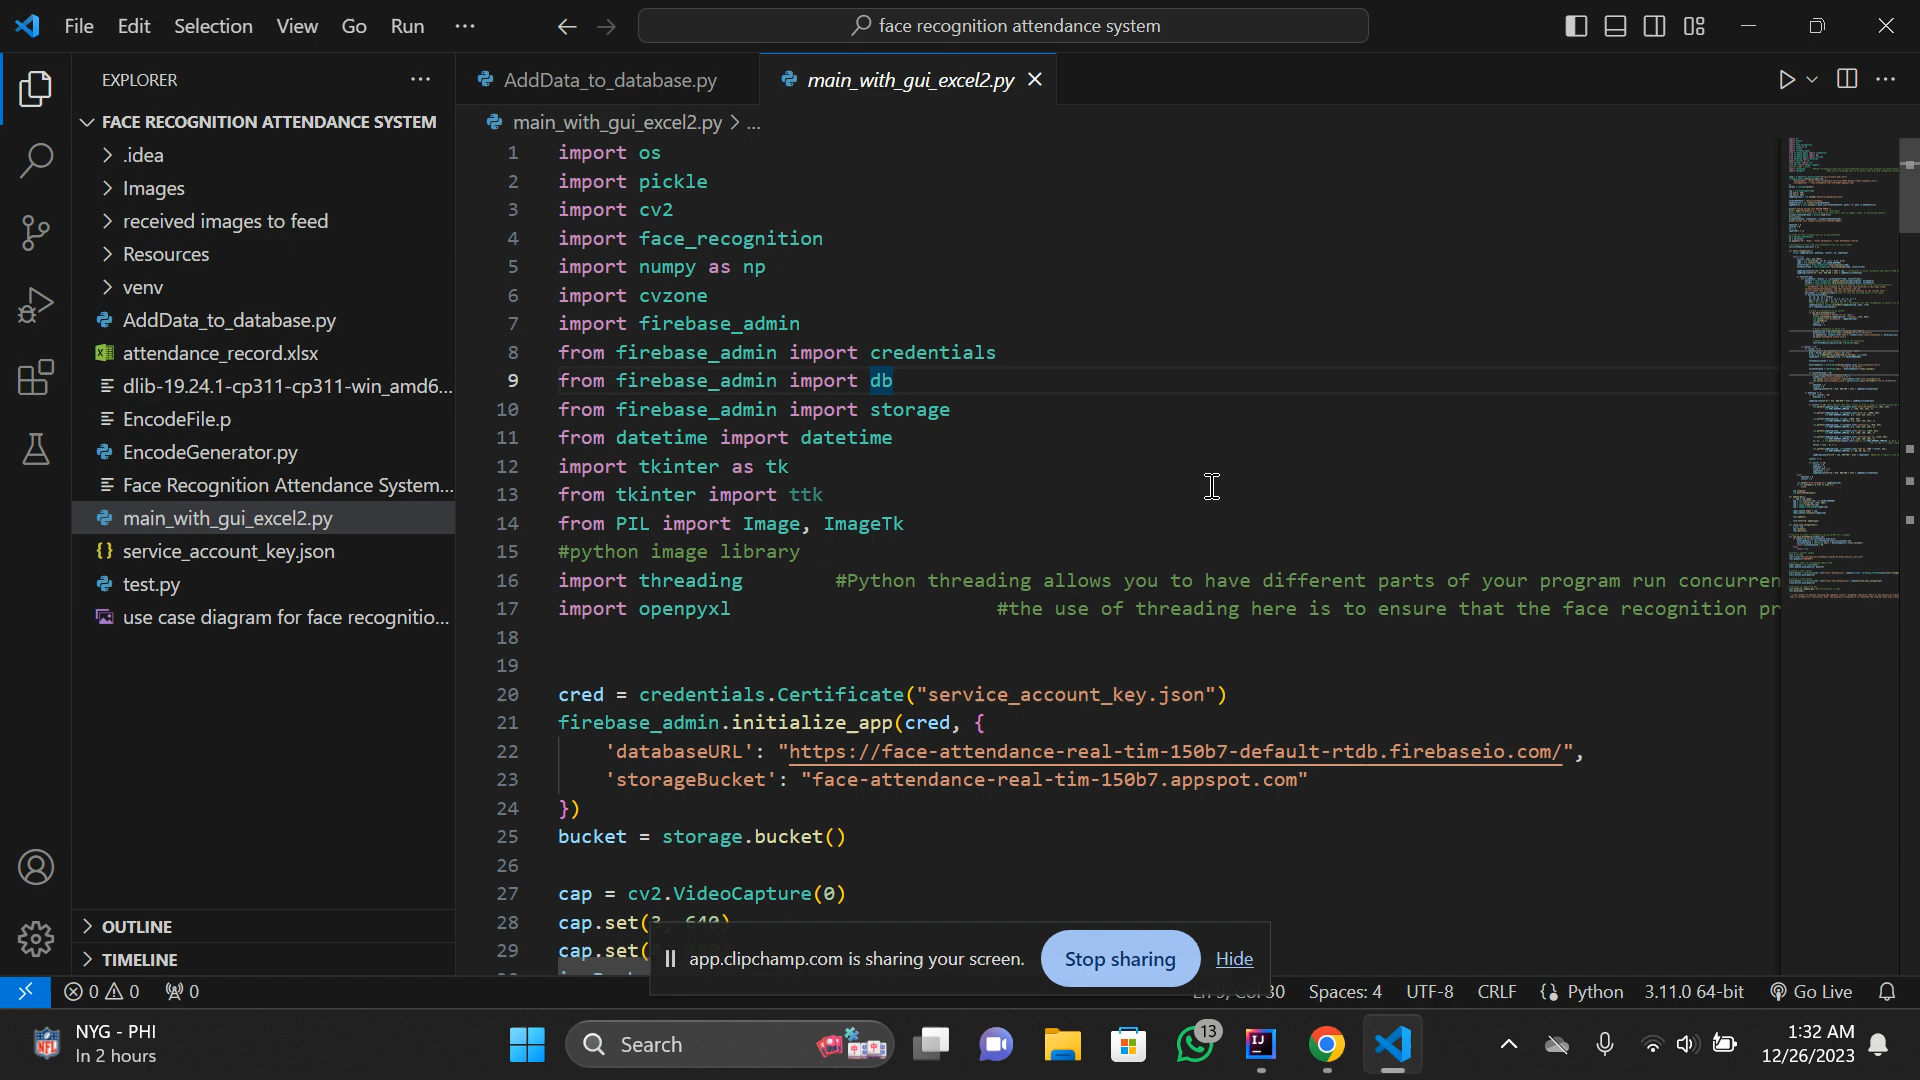 File Edit Selection View Go Run ···
face recognition attendance system
EXPLORER
FACE RECOGNITION ATTENDANCE SYSTEM
.idea
Images
received images to feed
Resources
venv
AddData_to_database.py
attendance_record.xlsx
dlib-19.24.1-cp311-cp311-win_amd6...
EncodeFile.p
EncodeGenerator.py
Face Recognition Attendance System...
main_with_gui_excel2.py
service_account_key.json
test.py
use case diagram for face recognitio...
OUTLINE
TIMELINE
AddData_to_database.py main_with_gui_excel2.py
main_with_gui_excel2.py > ...
1 import os
2 import pickle
3 import cv2
4 import face_recognition
5 import numpy as np
6 import cvzone
7 import firebase_admin
8 from firebase_admin import credentials
9 from firebase_admin import db
10 from firebase_admin import storage
11 from datetime import datetime
12 import tkinter as tk
13 from tkinter import ttk
14 from PIL import Image, ImageTk
15 #python image library
16 import threading #Python threading allows you to have different parts of your program run concurren
17 import openpyxl #the use of threading here is to ensure that the face recognition pr
18
19
20 cred = credentials.Certificate("service_account_key.json")
21 firebase_admin.initialize_app(cred, {
22 'databaseURL': "https://face-attendance-real-tim-150b7-default-rtdb.firebaseio.com/",
23 'storageBucket': "face-attendance-real-tim-150b7.appspot.com"
24 })
25 bucket = storage.bucket()
26
27 cap = cv2.VideoCapture(0)
28 cap.set(3, 640)
29 cap.set(
app.clipchamp.com is sharing your screen. Stop sharing Hide
0 0 0 Spaces: 4 UTF-8 CRLF Python 3.11.0 64-bit Go Live
NYG - PHI
In 2 hours
Search
13
1:32 AM
12/26/2023